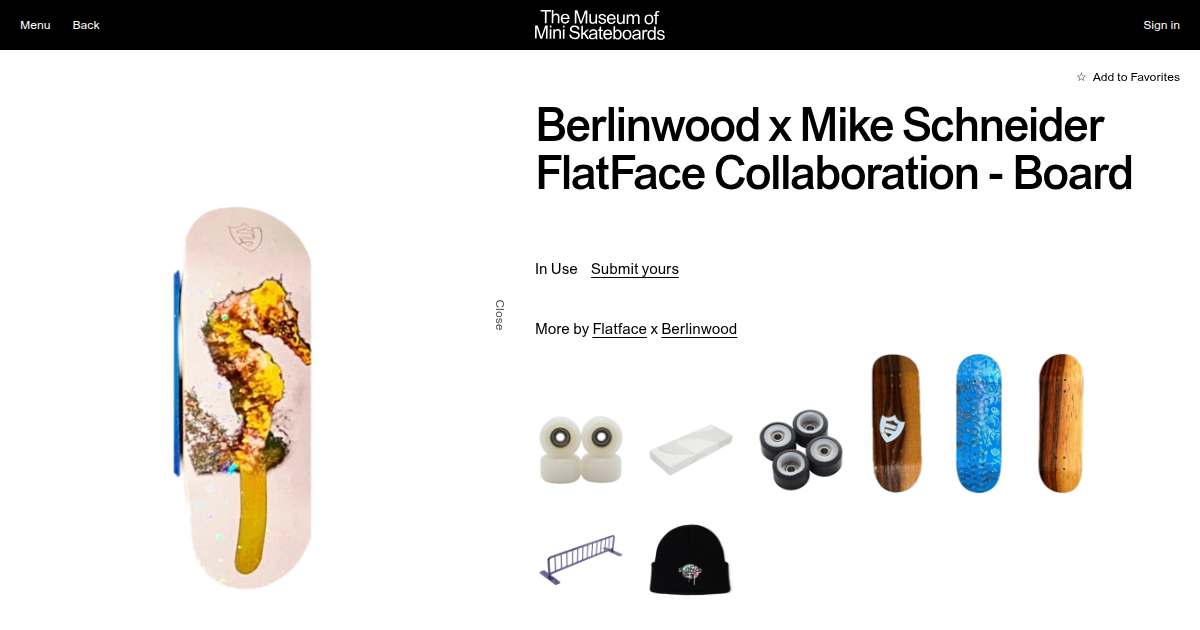 Menu
Back
The Museum of
Mini Skateboards
Sign in
☆ Add to Favorites
Berlinwood x Mike Schneider
FlatFace Collaboration - Board
In Use Submit yours
Close
More by Flatface x Berlinwood